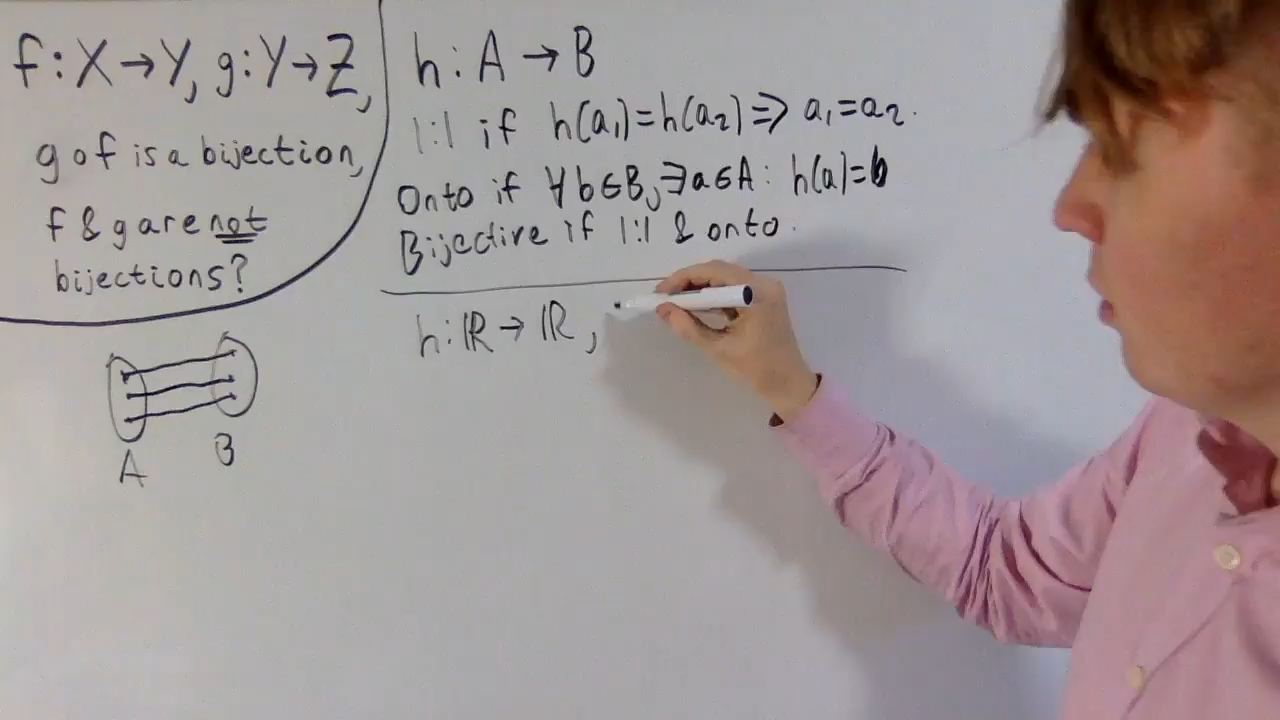 f:X→Y, g:Y→Z,
g o f is a bijection,
f & g are not
bijections?
h:A→B
1:1 if h(a₁)=h(a₂)⇒a₁=a₂.
Onto if ∀b∈B,∃a∈A: h(a)=b
Bijective if 1:1 & onto.
h:ℝ→ℝ,
A
B